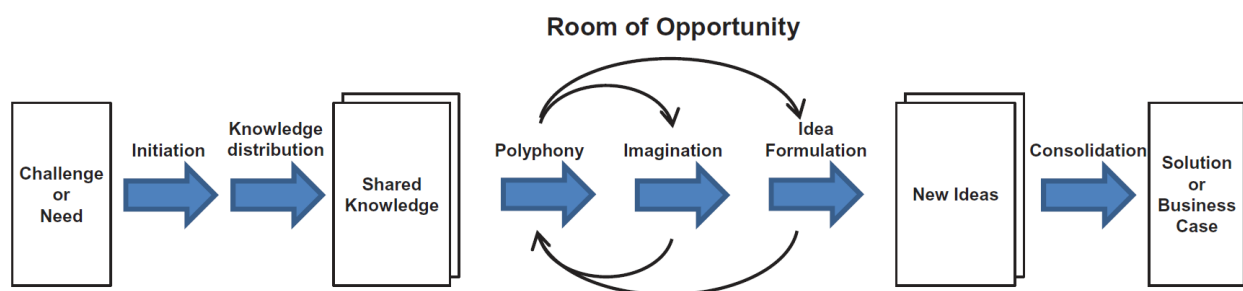 Room of Opportunity
Challenge
or
Need
Initiation
Knowledge
distribution
Shared
Knowledge
Polyphony
Imagination
Idea
Formulation
New Ideas
Consolidation
Solution
or
Business
Case